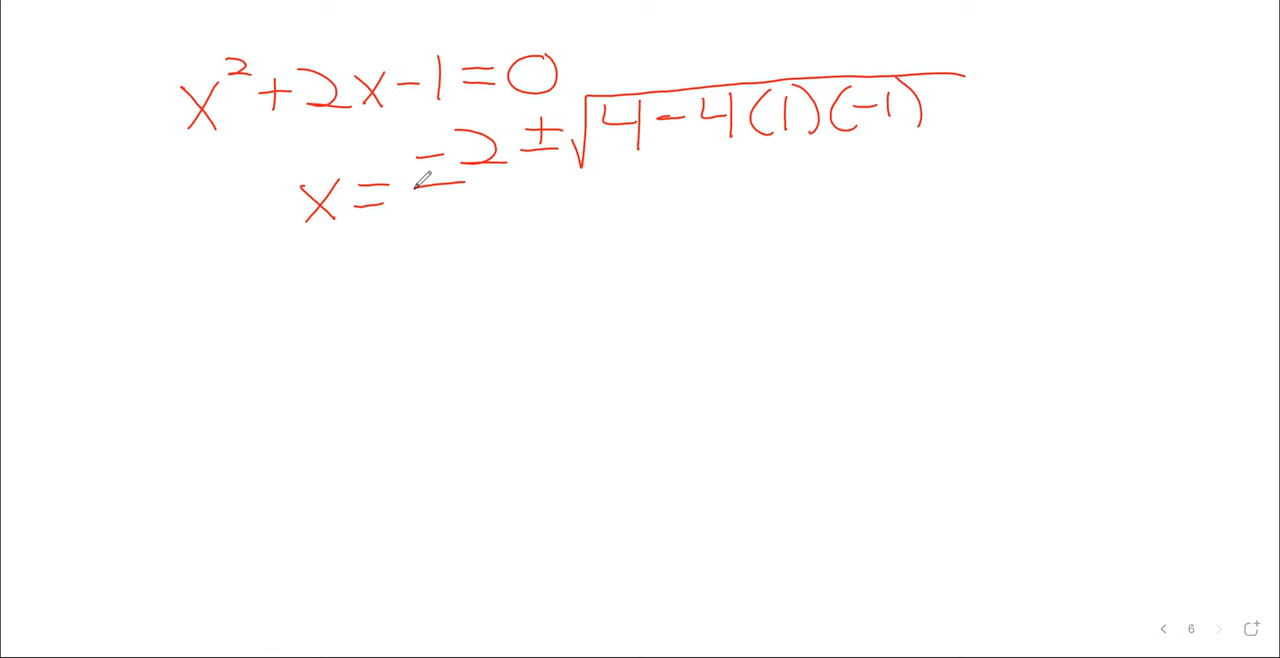 x²+2x-1=0
x = -2 ± √4-4(1)(-1)
6